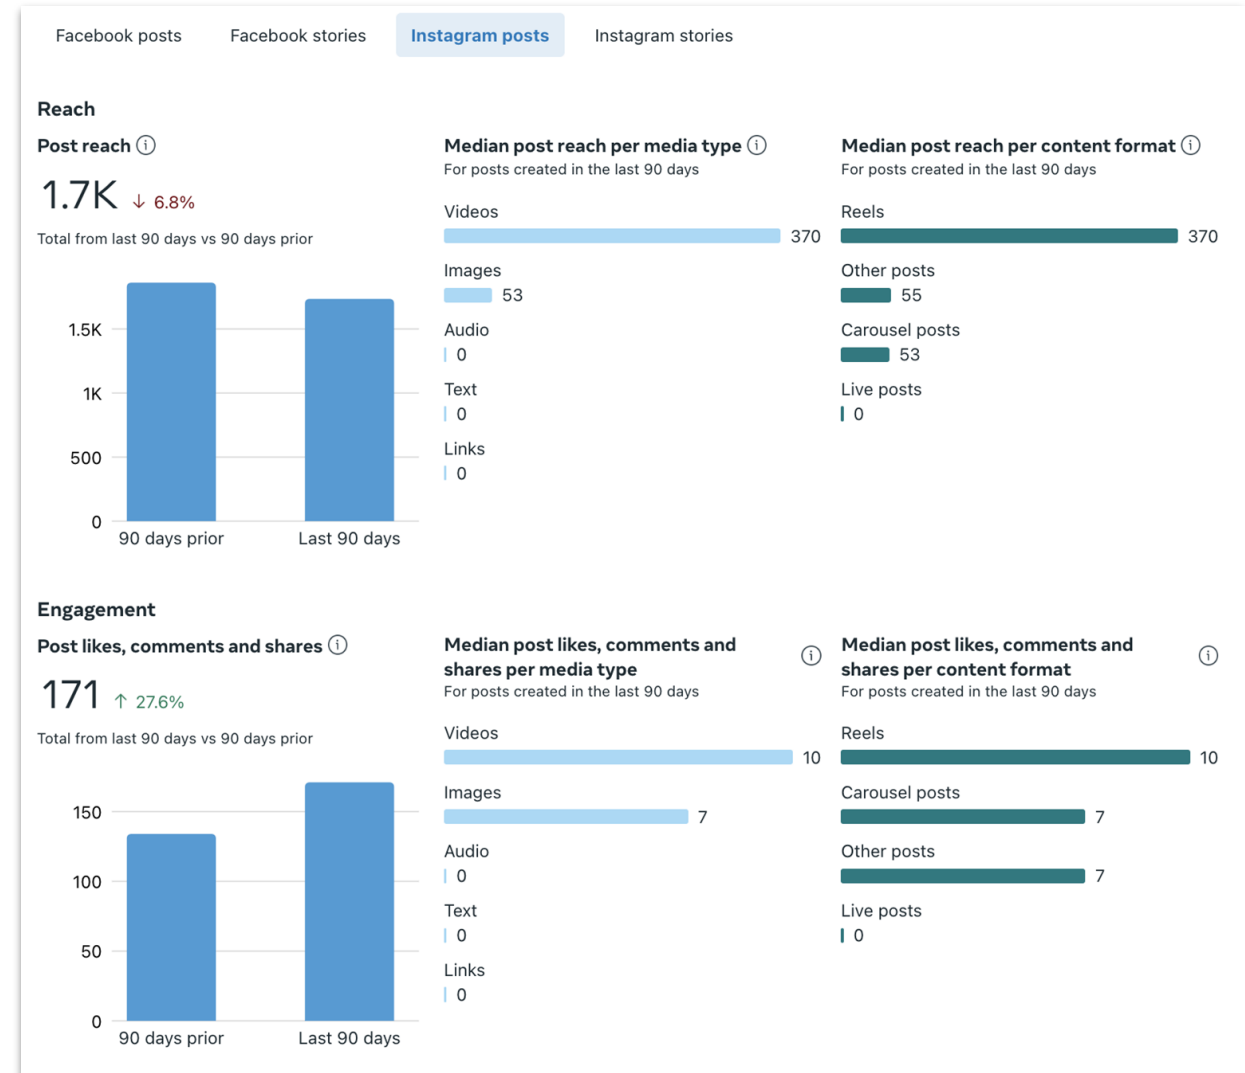 Facebook posts
Facebook stories
Instagram posts
Instagram stories
Reach
Post reach
1.7K ↓ 6.8%
Total from last 90 days vs 90 days prior
1.5K
1K
500
0
90 days prior
Last 90 days
Median post reach per media type
For posts created in the last 90 days
Videos
370
Images
53
Audio
0
Text
0
Links
0
Median post reach per content format
For posts created in the last 90 days
Reels
370
Other posts
55
Carousel posts
53
Live posts
0
Engagement
Post likes, comments and shares
171 ↑ 27.6%
Total from last 90 days vs 90 days prior
150
100
50
0
90 days prior
Last 90 days
Median post likes, comments and
shares per media type
For posts created in the last 90 days
Videos
10
Images
7
Audio
0
Text
0
Links
0
Median post likes, comments and
shares per content format
For posts created in the last 90 days
Reels
10
Carousel posts
7
Other posts
7
Live posts
0